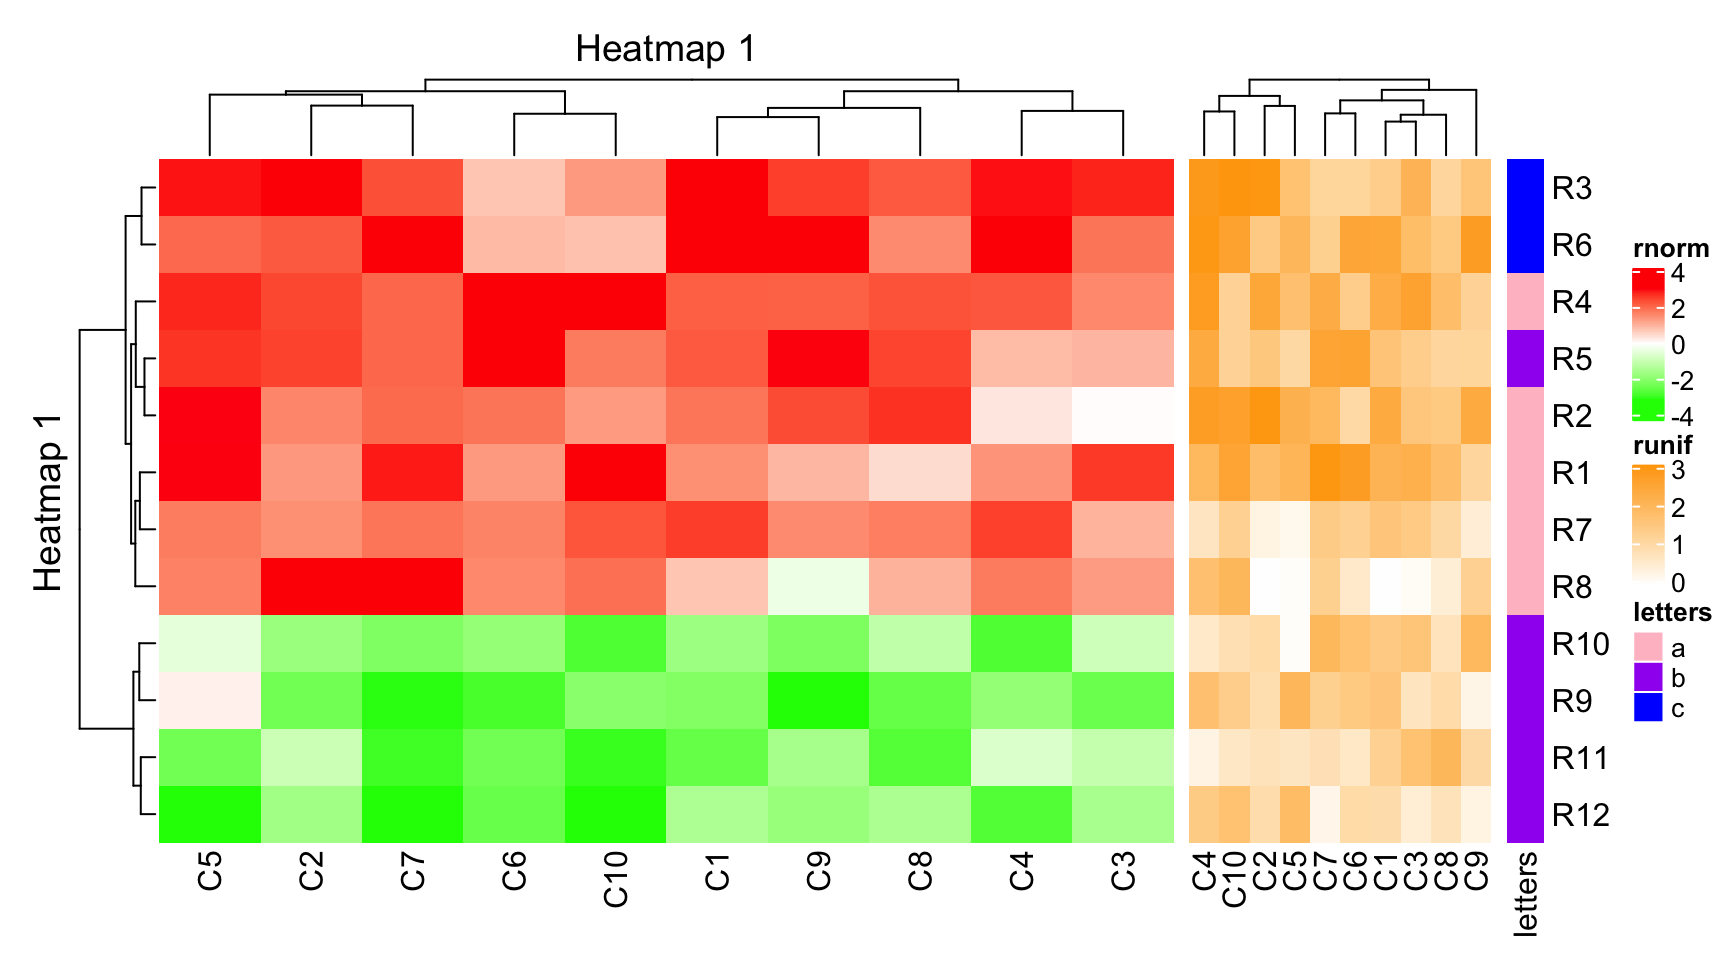 Heatmap 1
Heatmap 1
R3
R6
R4
R5
R2
R1
R7
R8
R10
R9
R11
R12
C5 C2 C7 C6 C10 C1 C9 C8 C4 C3
C4 C10 C2 C5 C7 C6 C1 C3 C8 C9
letters
rnorm
4
2
0
-2
-4
runif
3
2
1
0
letters
a
b
c